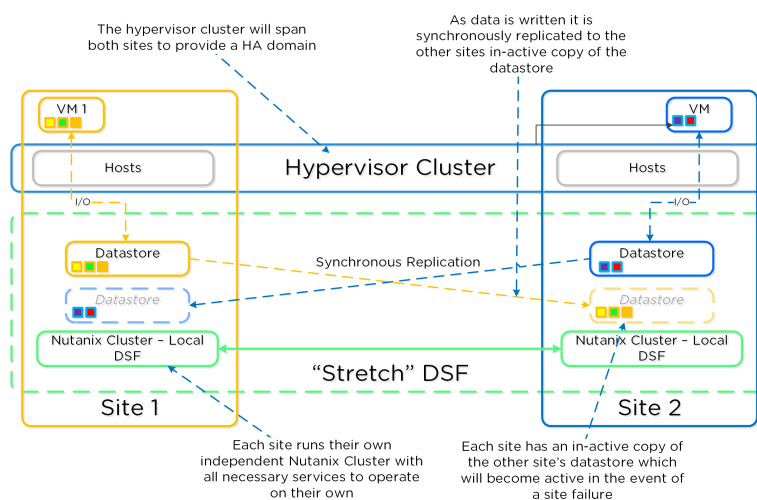 The hypervisor cluster will span
both sites to provide a HA domain
As data is written it is
synchronously replicated to the
other sites in-active copy of the
datastore
VM 1
VM
Hosts
Hypervisor Cluster
Hosts
I/O
I/O
Datastore
Synchronous Replication
Datastore
Datastore
Datastore
Nutanix Cluster – Local
DSF
Nutanix Cluster – Local
DSF
“Stretch” DSF
Site 1
Site 2
Each site runs their own
independent Nutanix Cluster with
all necessary services to operate
on their own
Each site has an in-active copy of
the other site’s datastore which
will become active in the event of
a site failure